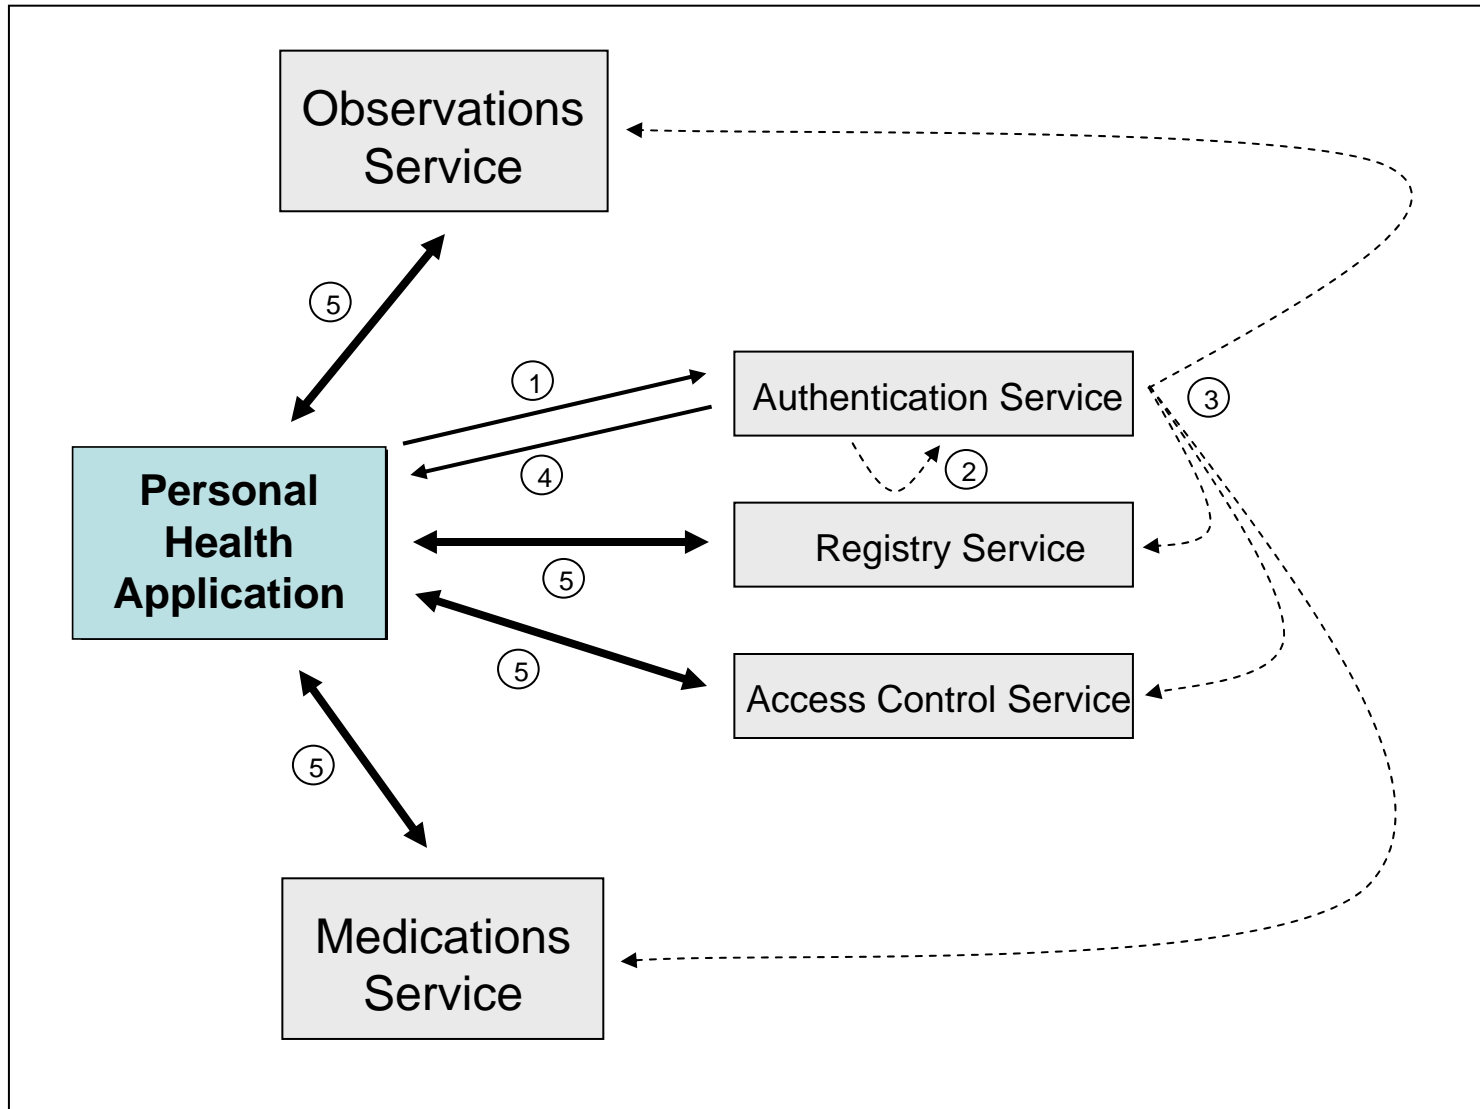 Observations
Service
5
1
Authentication Service
3
4
2
Personal
Health
Application
Registry Service
5
5
Access Control Service
5
Medications
Service